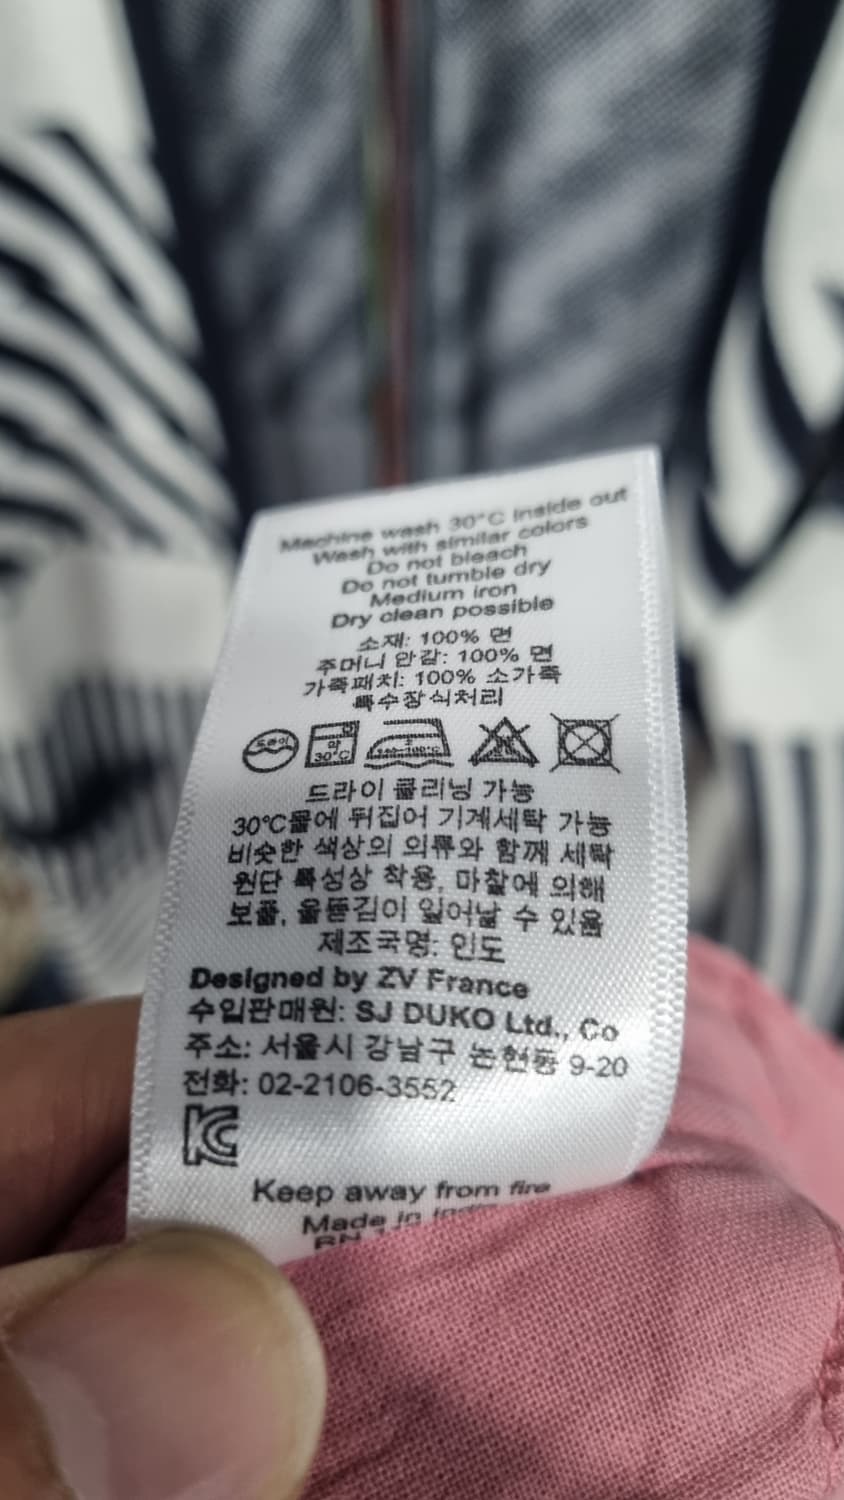 Machine wash 30°C inside out
Wash with similar colors
Do not bleach
Do not tumble dry
Medium iron
Dry clean possible
소재: 100% 면
주머니 안감: 100% 면
가죽패치: 100% 소가죽
특수장식처리
드라이
약
30℃
드라이 클리닝 가능
30℃물에 뒤집어 기계세탁 가능
비슷한 색상의 의류와 함께 세탁
원단 특성상 착용, 마찰에 의해
보풀, 올뜯김이 일어날 수 있음
제조국명: 인도
Designed by ZV France
수입판매원: SJ DUKO Ltd., Co
주소: 서울시 강남구 논현동 9-20
전화: 02-2106-3552
KC
Keep away from fire
Made in
RN